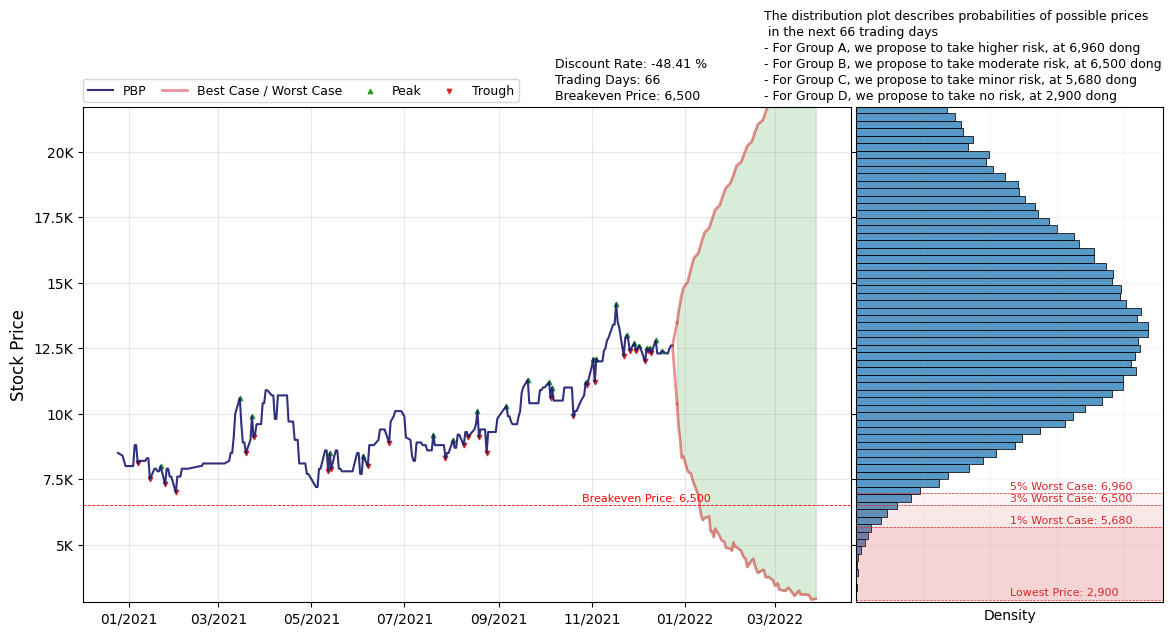 The distribution plot describes probabilities of possible prices
in the next 66 trading days
- For Group A, we propose to take higher risk, at 6,960 dong
- For Group B, we propose to take moderate risk, at 6,500 dong
- For Group C, we propose to take minor risk, at 5,680 dong
- For Group D, we propose to take no risk, at 2,900 dong
Discount Rate: -48.41 %
Trading Days: 66
Breakeven Price: 6,500
PBP
Best Case / Worst Case
Peak
Trough
Stock Price
20K
17.5K
15K
12.5K
10K
7.5K
5K
Breakeven Price: 6,500
5% Worst Case: 6,960
3% Worst Case: 6,500
1% Worst Case: 5,680
Lowest Price: 2,900
01/2021
03/2021
05/2021
07/2021
09/2021
11/2021
01/2022
03/2022
Density